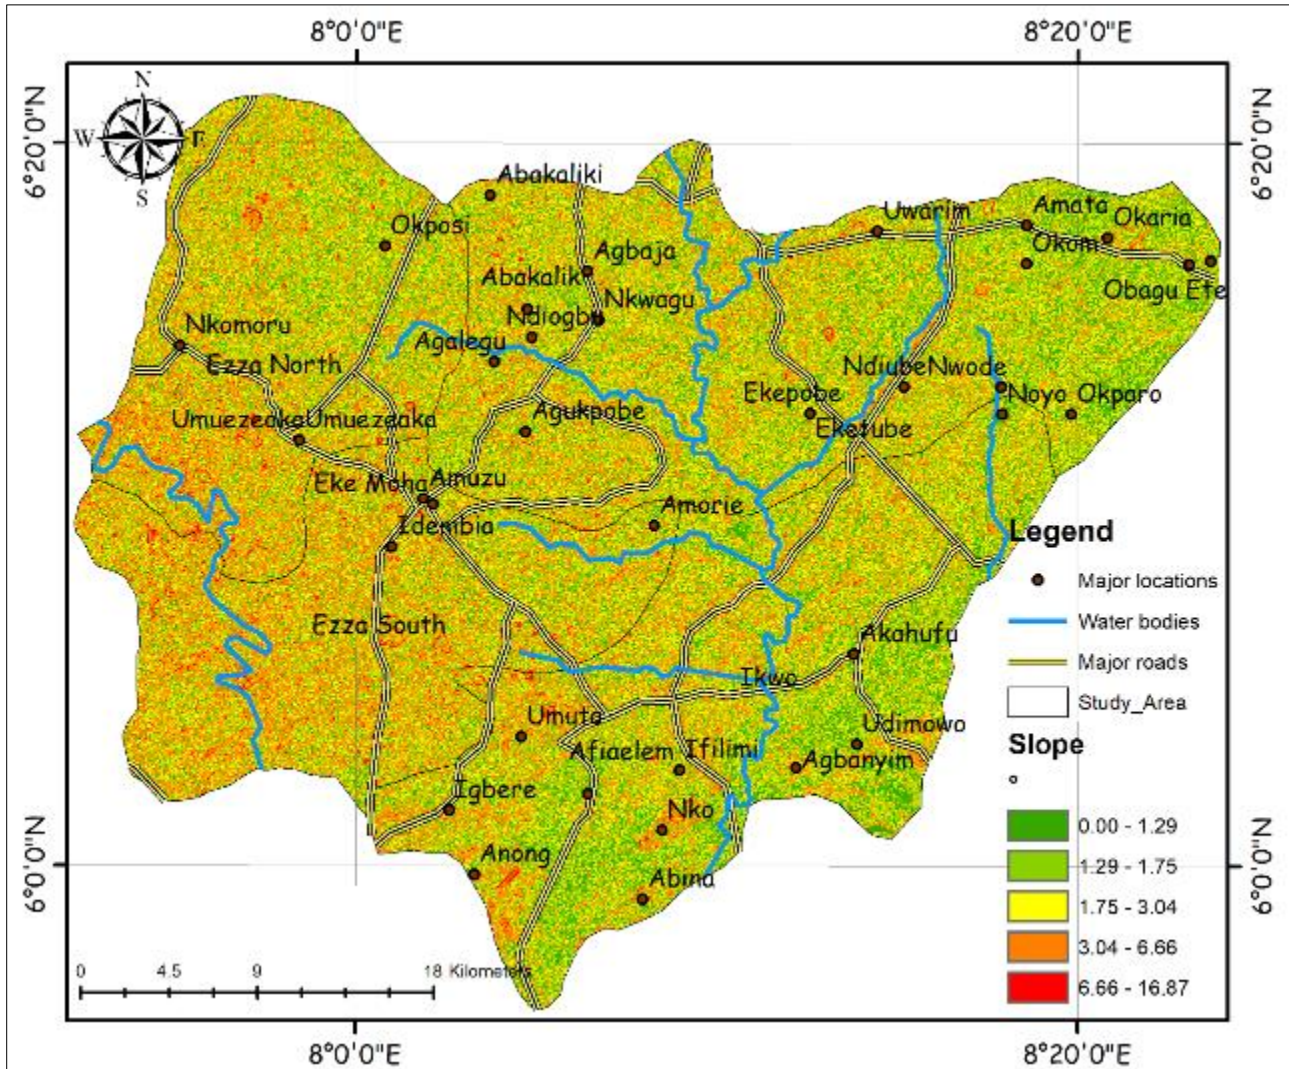 8°0'0"E
8°20'0"E
6°20'0"N
6°20'0"N
N
W
E
S
Abakaliki
Okposi
Uwarim
Amata
Okaria
Okom
Agbaja
Abakaliki
Obagu Efe
Nkwagu
Ndiogbu
Nkomoru
Agalegu
Ezza North
NdiubeNwode
Ekepobe
Noyo Okparo
UmuezeakaUmuezeaka
Agukpobe
Eketube
Eke Moha
Amuzu
Amorie
Idembia
Ezza South
Akahufu
Ikwo
Umuta
Udimowo
Afiaelem
Ifilimi
Agbanyim
Igbere
Nko
Anong
Abina
Legend
Major locations
Water bodies
Major roads
Study_Area
Slope
°
0.00 - 1.29
1.29 - 1.75
1.75 - 3.04
3.04 - 6.66
6.66 - 16.87
6°0'0"N
6°0'0"N
0 4.5 9 18 Kilometers
8°0'0"E
8°20'0"E